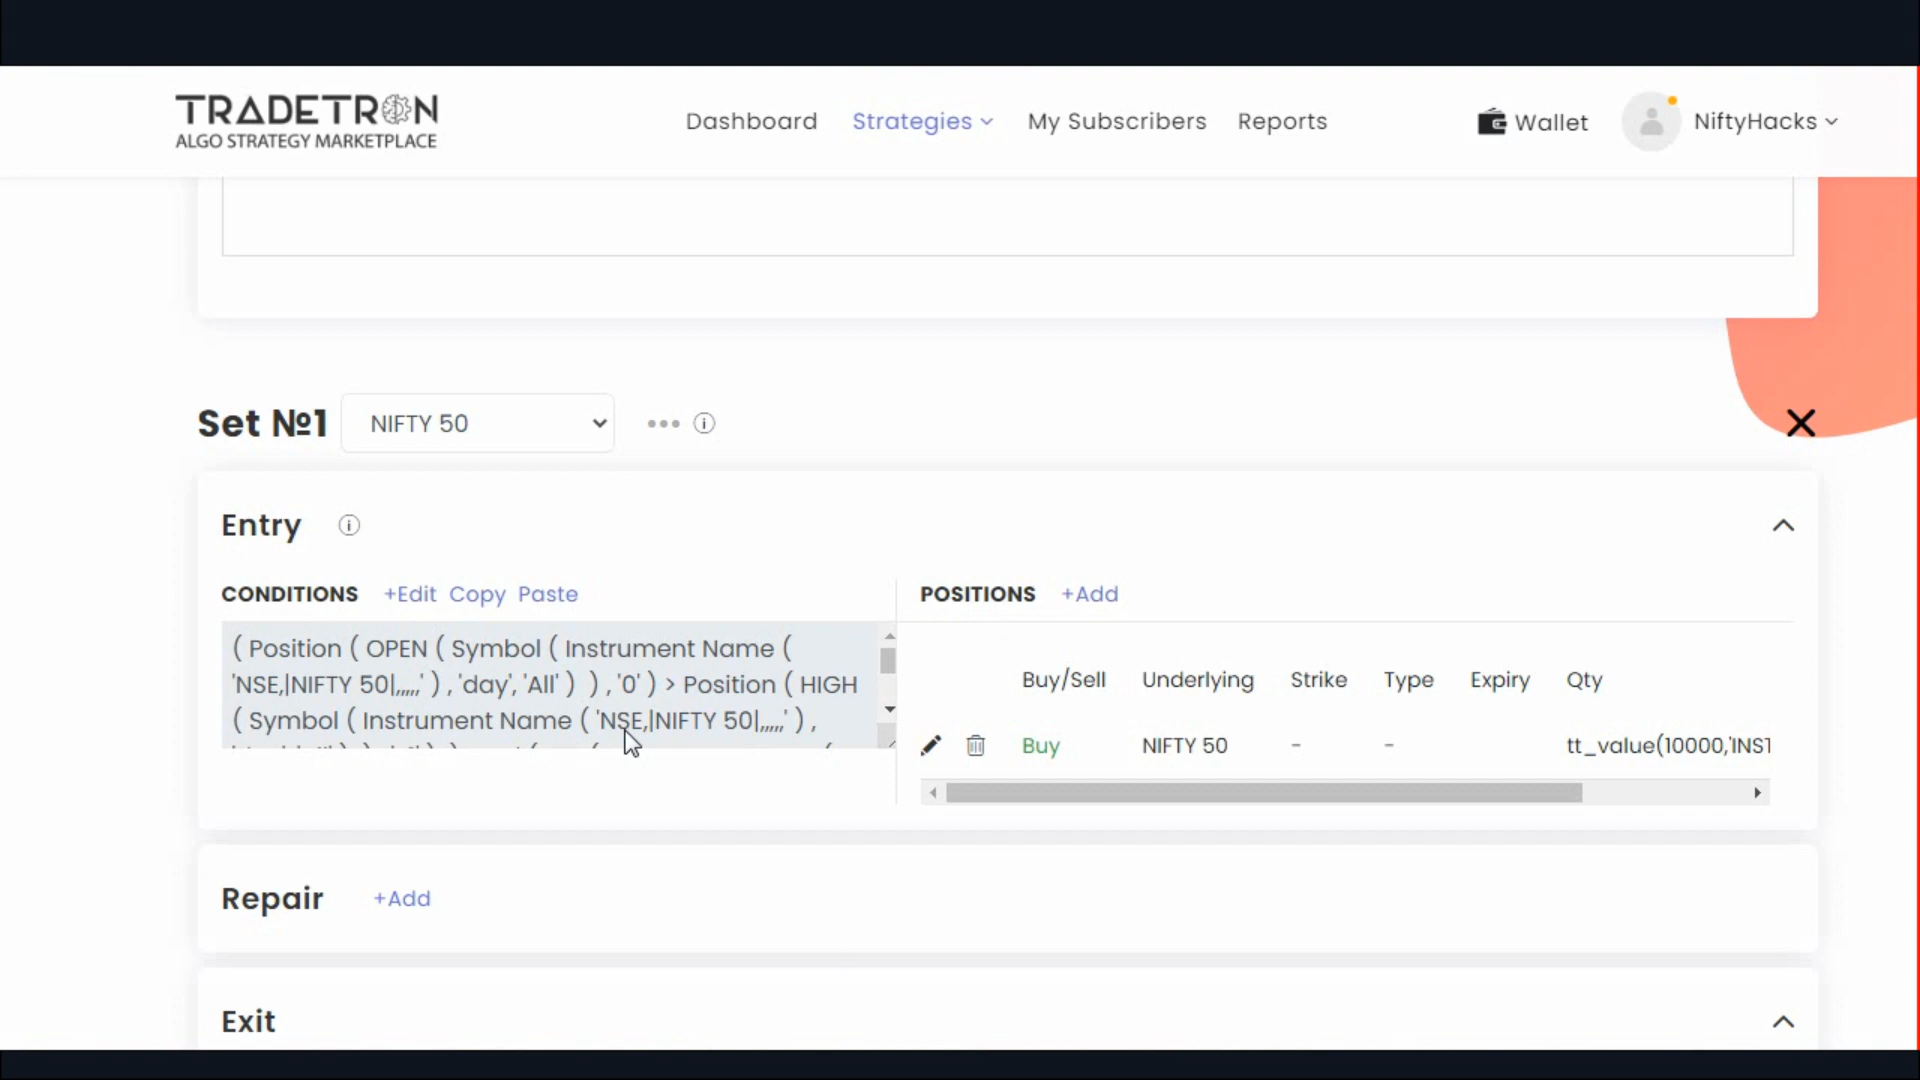 TRADETRON
ALGO STRATEGY MARKETPLACE
Dashboard
Strategies
My Subscribers
Reports
Wallet
NiftyHacks
Set №1
NIFTY 50
Entry
CONDITIONS +Edit Copy Paste
( Position ( OPEN ( Symbol ( Instrument Name (
'NSE,|NIFTY 50|,,,,,' ) , 'day', 'All' ) ) , '0' ) > Position ( HIGH
( Symbol ( Instrument Name ( 'NSE,|NIFTY 50|,,,,,' ) ,
POSITIONS +Add
Buy/Sell Underlying Strike Type Expiry Qty
Buy NIFTY 50 - - tt_value(10000,'INST
Repair +Add
Exit